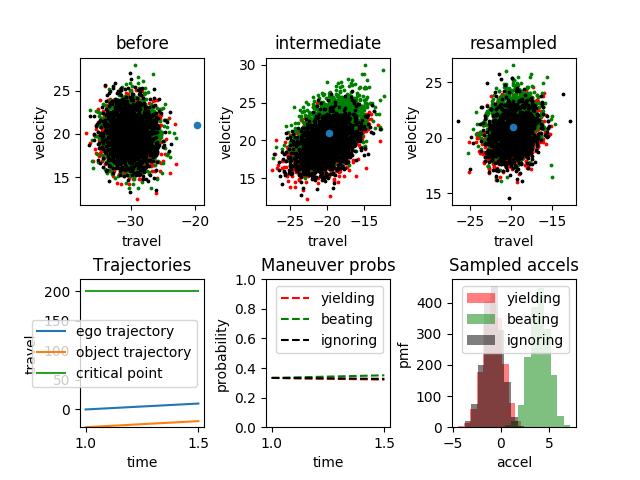 before
intermediate
resampled
velocity
25
20
15
−30
−20
travel
velocity
30
25
20
15
−25
−20
−15
travel
velocity
25
20
15
−25
−20
−15
travel
Trajectories
Maneuver probs
Sampled accels
travel
200
150
100
50
0
ego trajectory
object trajectory
critical point
1.0
1.5
time
probability
1.0
0.8
0.6
0.4
0.2
0.0
yielding
beating
ignoring
1.0
1.5
time
pmf
400
300
200
100
0
yielding
beating
ignoring
−5
0
5
accel